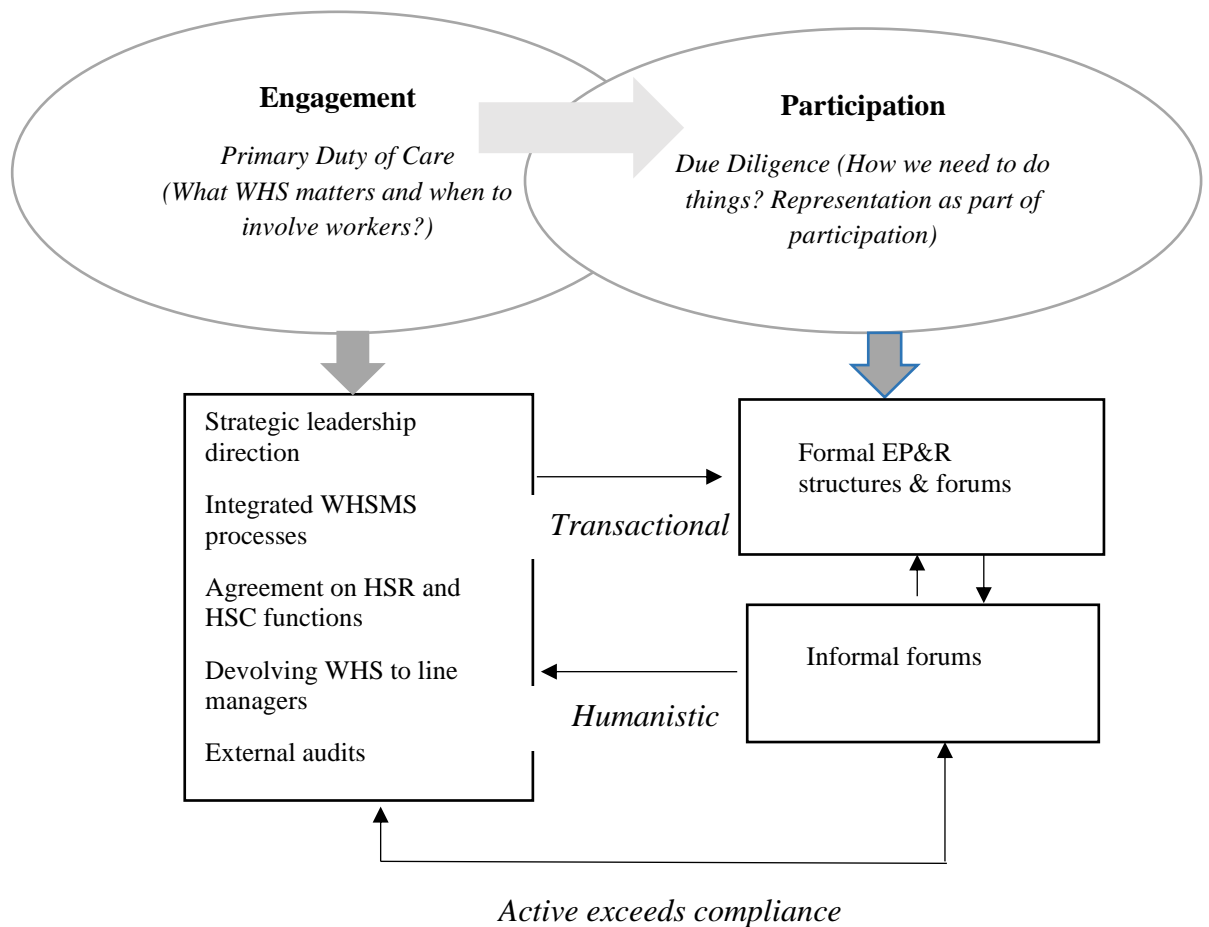 Engagement
Primary Duty of Care
(What WHS matters and when to
involve workers?)
Participation
Due Diligence (How we need to do
things? Representation as part of
participation)
Strategic leadership
direction
Integrated WHSMS
processes
Agreement on HSR and
HSC functions
Devolving WHS to line
managers
External audits
Transactional
Humanistic
Formal EP&R
structures & forums
Informal forums
Active exceeds compliance